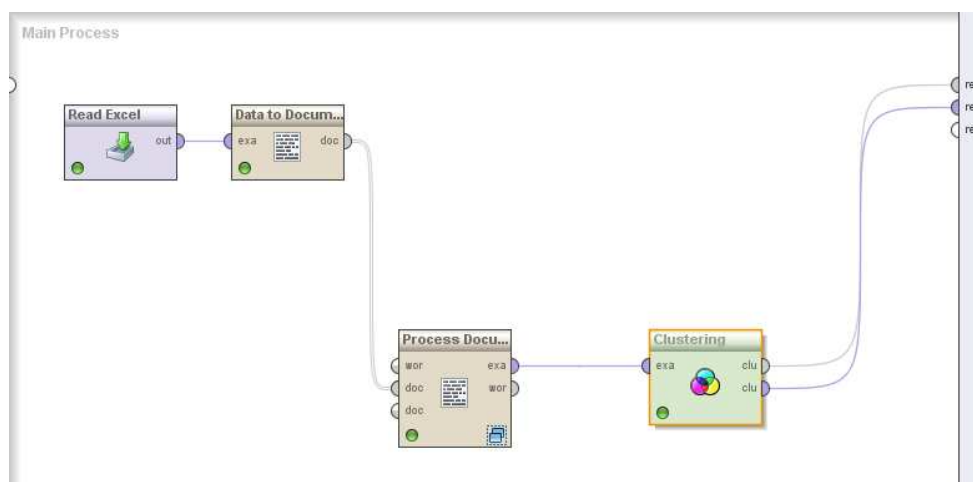 Main Process
Read Excel
out
Data to Docum...
exa
doc
re
re
re
Process Docu...
wor
exa
doc
wor
doc
Clustering
exa
clu
clu